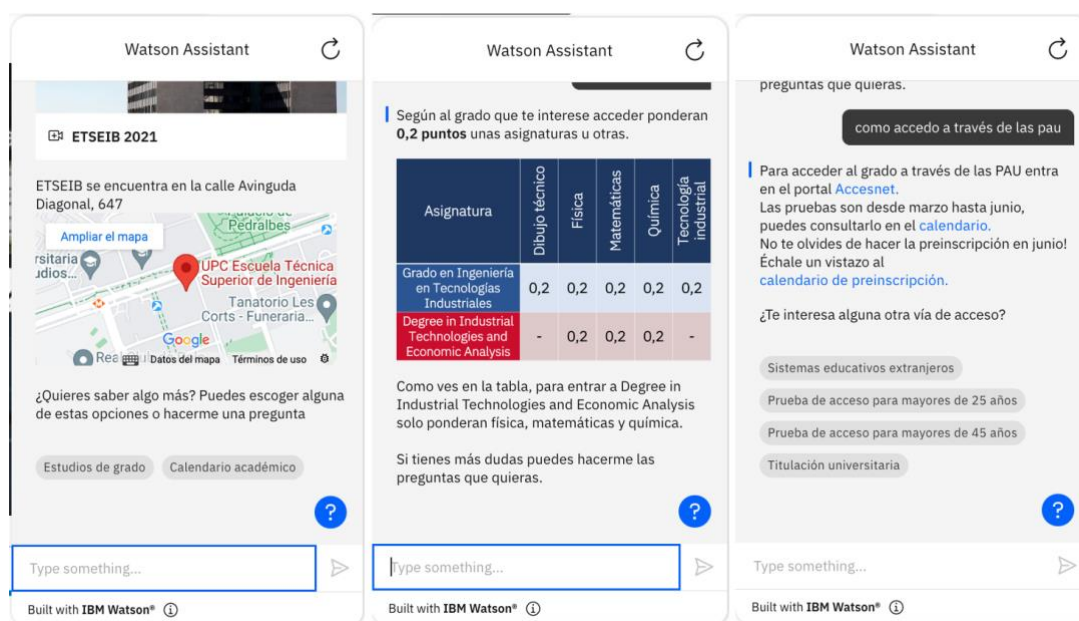 Watson Assistant
ETSEIB 2021
ETSEIB se encuentra en la calle Avinguda
Diagonal, 647
Ampliar el mapa
Pedralbes
UPC Escuela Técnica
Superior de Ingeniería
Tanatorio Les
Corts - Funeraria...
Google
Datos del mapa Términos de uso
¿Quieres saber algo más? Puedes escoger alguna
de estas opciones o hacerme una pregunta
Estudios de grado Calendario académico
?
Type something...
Built with IBM Watson®
Watson Assistant
Según al grado que te interese acceder ponderan
0,2 puntos unas asignaturas u otras.
Asignatura Dibujo técnico Física Matemáticas Química Tecnología industrial
Grado en Ingeniería
en Tecnologías
Industriales
0,2 0,2 0,2 0,2 0,2
Degree in Industrial
Technologies and
Economic Analysis
- 0,2 0,2 0,2 -
Como ves en la tabla, para entrar a Degree in
Industrial Technologies and Economic Analysis
solo ponderan física, matemáticas y química.
Si tienes más dudas puedes hacerme las
preguntas que quieras.
?
Type something...
Built with IBM Watson®
Watson Assistant
preguntas que quieras.
como accedo a través de las pau
Para acceder al grado a través de las PAU entra
en el portal Accesnet.
Las pruebas son desde marzo hasta junio,
puedes consultarlo en el calendario.
No te olvides de hacer la preinscripción en junio!
Échale un vistazo al
calendario de preinscripción.
¿Te interesa alguna otra vía de acceso?
Sistemas educativos extranjeros
Prueba de acceso para mayores de 25 años
Prueba de acceso para mayores de 45 años
Titulación universitaria
?
Type something...
Built with IBM Watson®